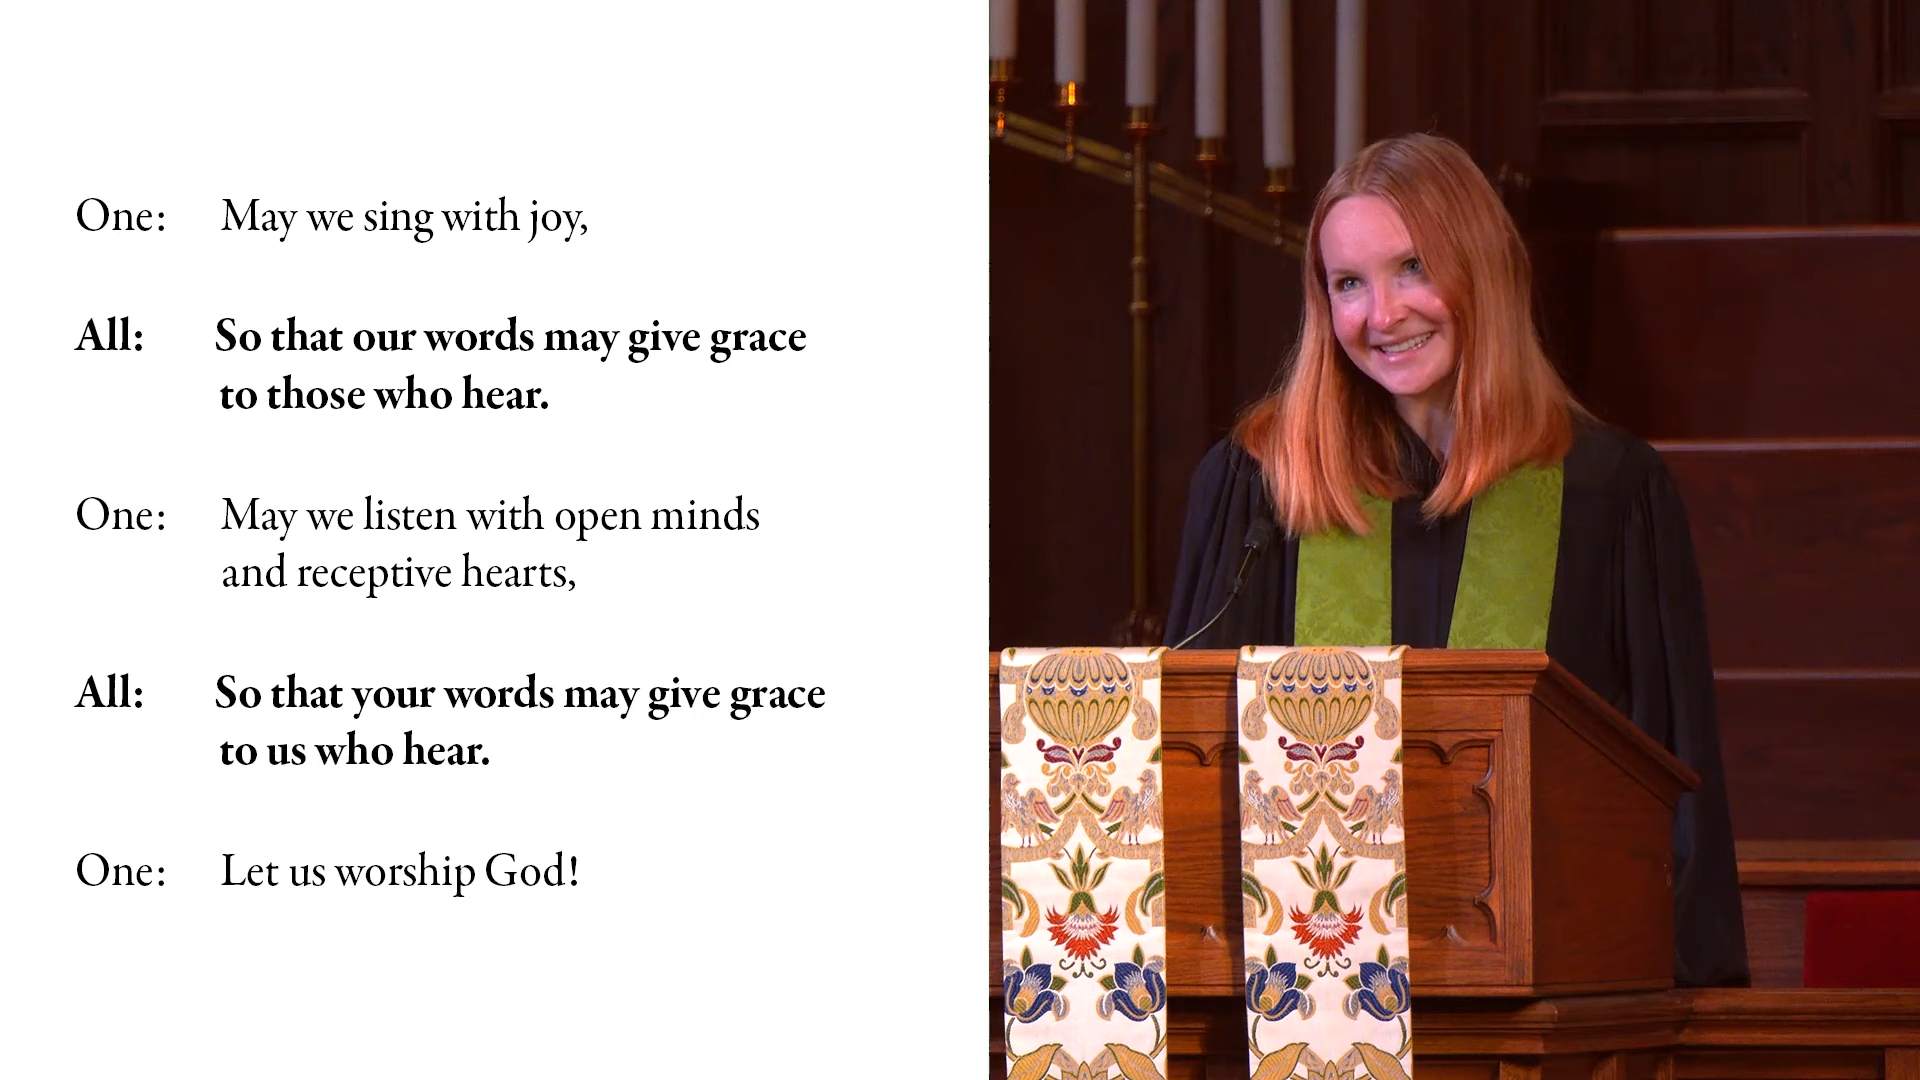 One: May we sing with joy,
All: So that our words may give grace
to those who hear.
One: May we listen with open minds
and receptive hearts,
All: So that your words may give grace
to us who hear.
One: Let us worship God!